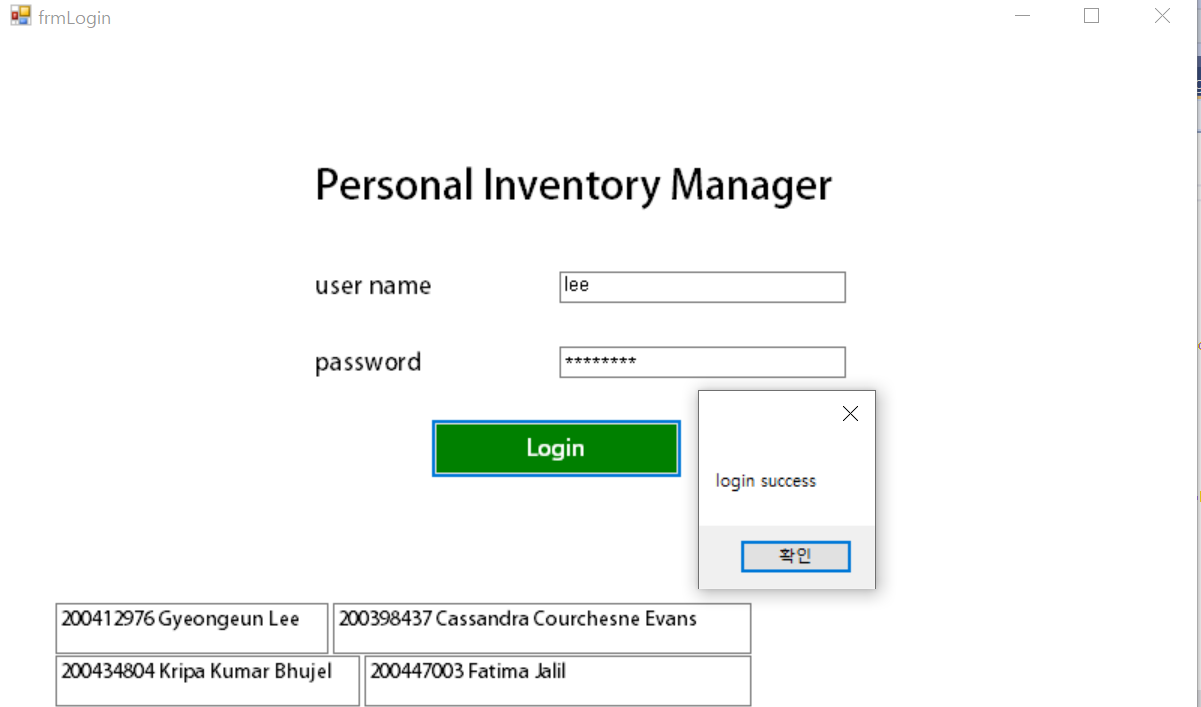 frmLogin
Personal Inventory Manager
user name
lee
password
********
Login
login success
확인
200412976 Gyeongeun Lee
200398437 Cassandra Courchesne Evans
200434804 Kripa Kumar Bhujel
200447003 Fatima Jalil